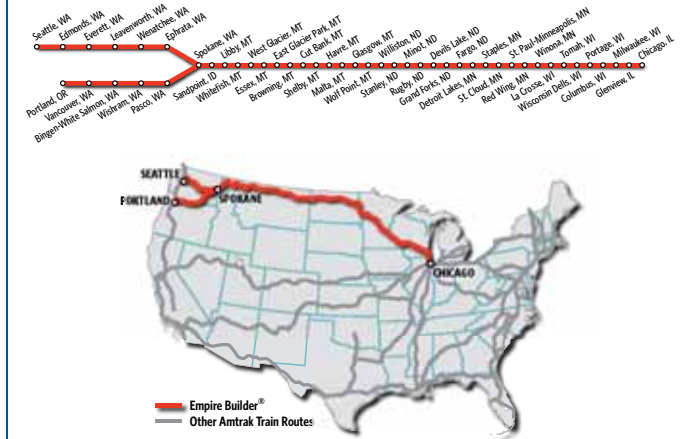 Seattle, WA
Edmonds, WA
Everett, WA
Leavenworth, WA
Wenatchee, WA
Ephrata, WA
Portland, OR
Vancouver, WA
Bingen-White Salmon, WA
Wishram, WA
Pasco, WA
Spokane, WA
Sandpoint, ID
Libby, MT
Whitefish, MT
West Glacier, MT
Essex, MT
East Glacier Park, MT
Browning, MT
Cut Bank, MT
Shelby, MT
Havre, MT
Malta, MT
Glasgow, MT
Wolf Point, MT
Williston, ND
Stanley, ND
Minot, ND
Rugby, ND
Devils Lake, ND
Grand Forks, ND
Fargo, ND
Detroit Lakes, MN
Staples, MN
St. Cloud, MN
St. Paul-Minneapolis, MN
Red Wing, MN
Winona, MN
La Crosse, WI
Tomah, WI
Wisconsin Dells, WI
Portage, WI
Columbus, WI
Milwaukee, WI
Glenview, IL
Chicago, IL
SEATTLE
PORTLAND
SPOKANE
CHICAGO
Empire Builder®
Other Amtrak Train Routes